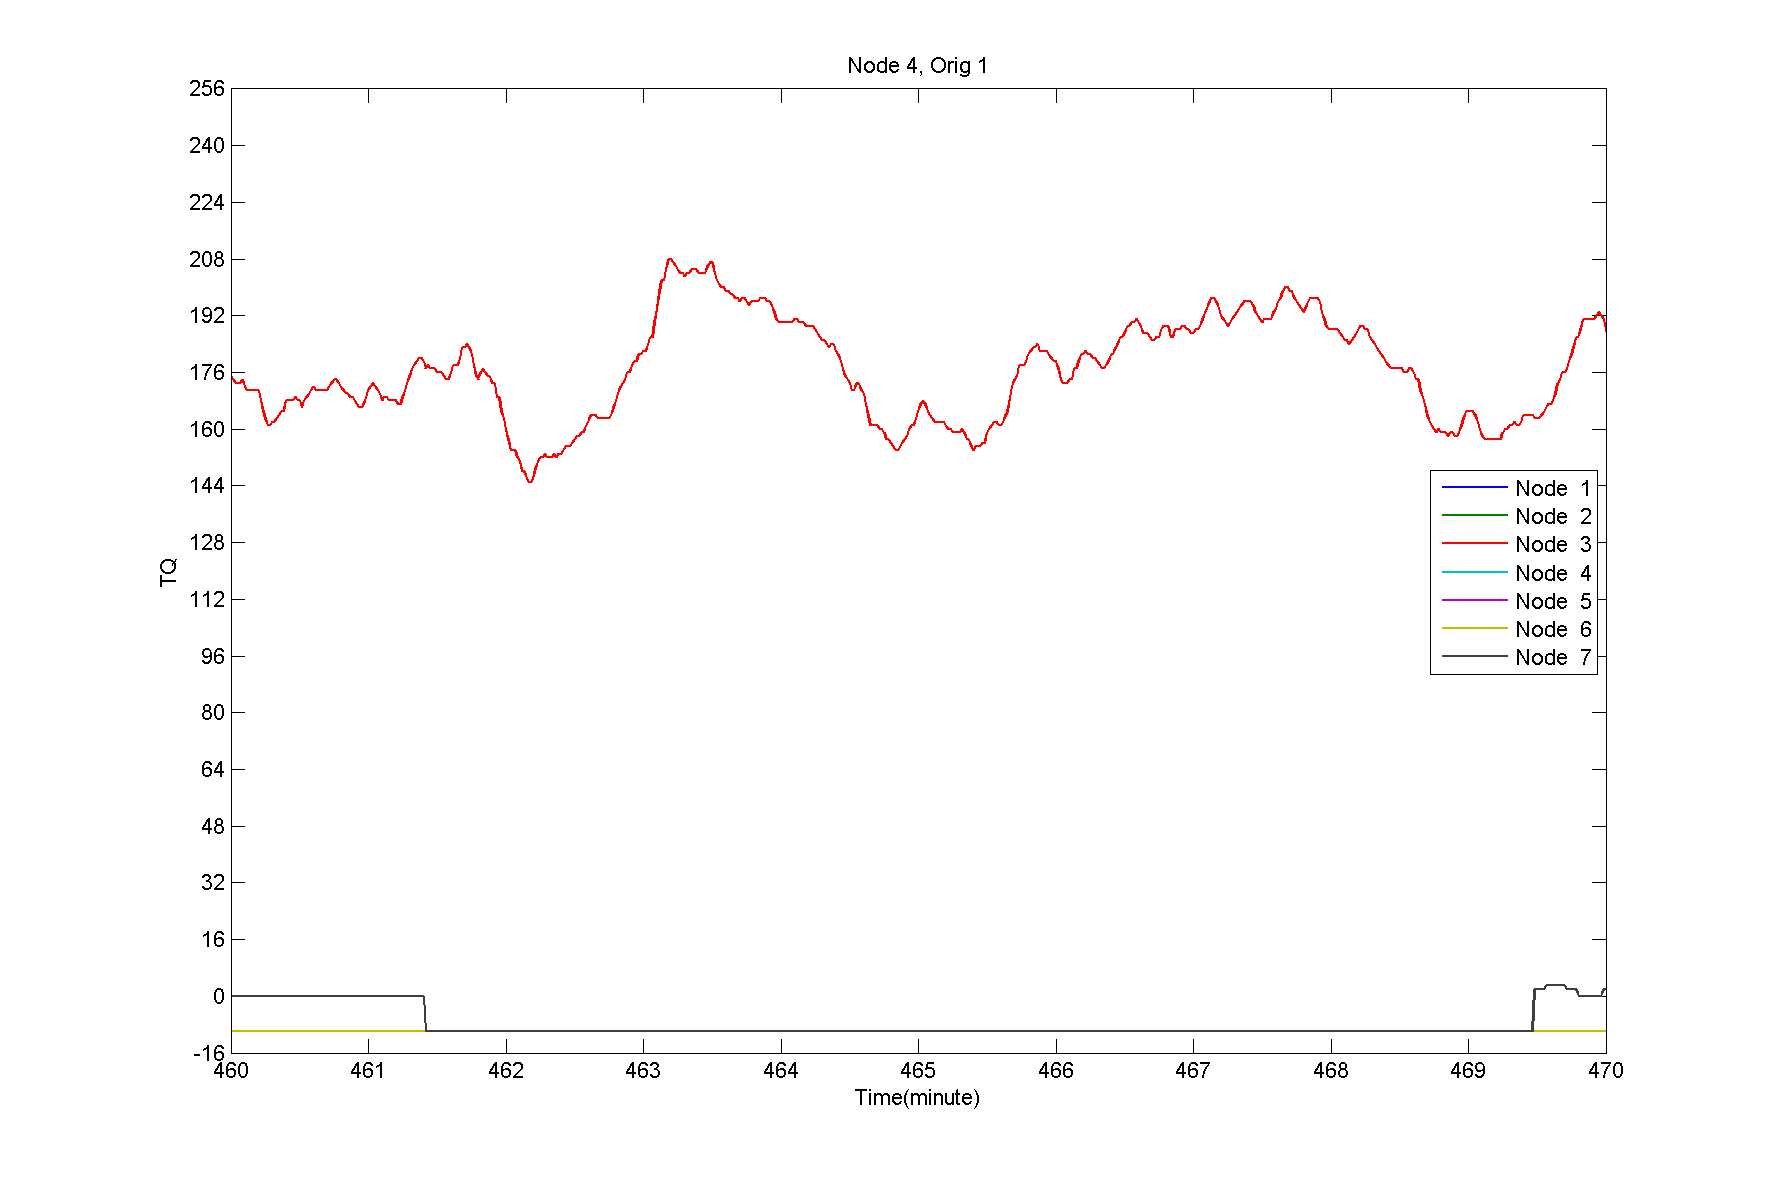 Node 4, Orig 1
256
240
224
208
192
176
160
144
128
112
96
80
64
48
32
16
0
-16
TQ
Node 1
Node 2
Node 3
Node 4
Node 5
Node 6
Node 7
460 461 462 463 464 465 466 467 468 469 470
Time(minute)